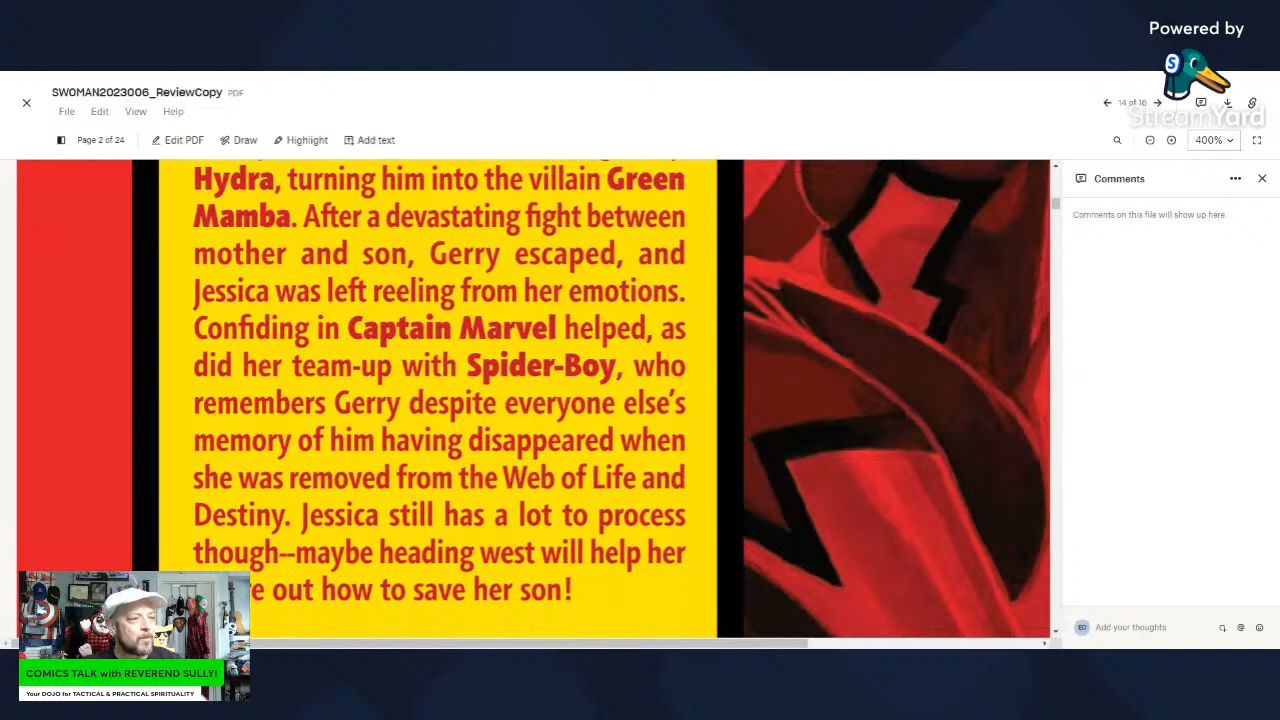 Powered by
S
StreamYard
SWOMAN2023006_ReviewCopy PDF
File Edit View Help
14 of 16
Page 2 of 24
Edit PDF Draw Highlight Add text
400%
Hydra, turning him into the villain Green
Mamba. After a devastating fight between
mother and son, Gerry escaped, and
Jessica was left reeling from her emotions.
Confiding in Captain Marvel helped, as
did her team-up with Spider-Boy, who
remembers Gerry despite everyone else's
memory of him having disappeared when
she was removed from the Web of Life and
Destiny. Jessica still has a lot to process
though--maybe heading west will help her
out how to save her son!
Comments
Comments on this file will show up here.
EO Add your thoughts
COMICS TALK with REVEREND SULLY!
Your DOJO for TACTICAL & PRACTICAL SPIRITUALITY